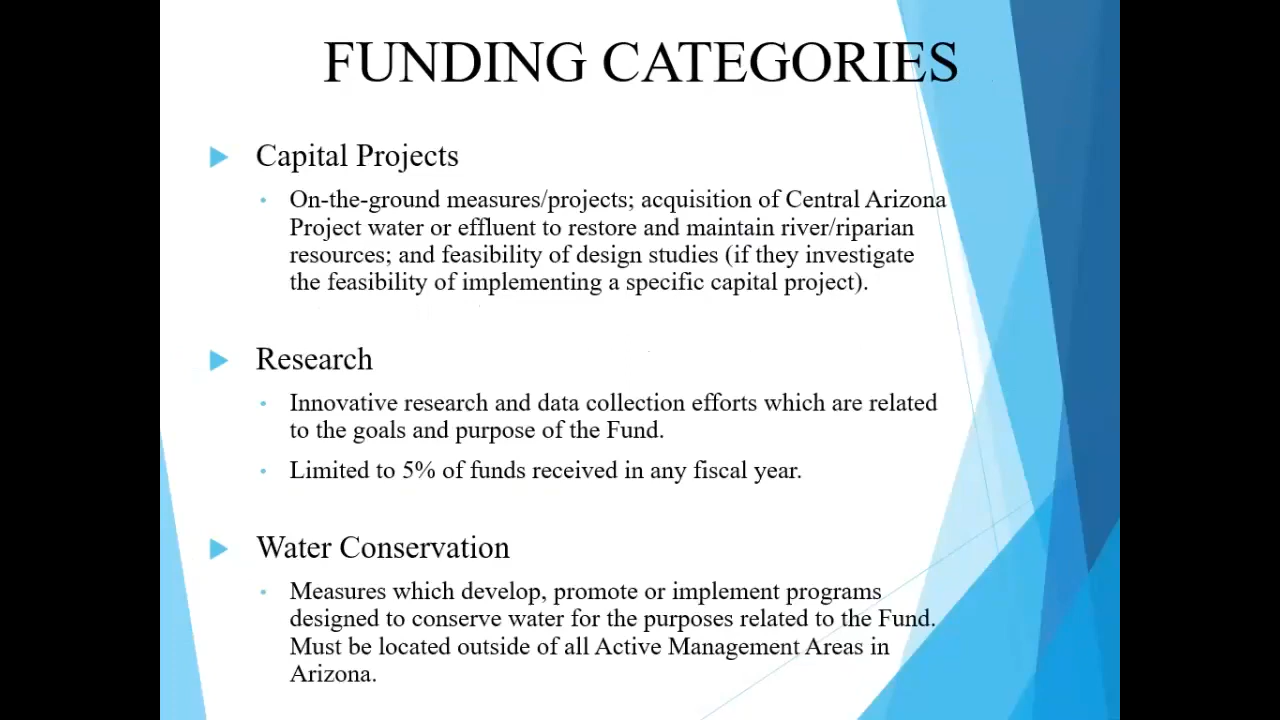 FUNDING CATEGORIES
Capital Projects
On-the-ground measures/projects; acquisition of Central Arizona
Project water or effluent to restore and maintain river/riparian
resources; and feasibility of design studies (if they investigate
the feasibility of implementing a specific capital project).
Research
Innovative research and data collection efforts which are related
to the goals and purpose of the Fund.
Limited to 5% of funds received in any fiscal year.
Water Conservation
Measures which develop, promote or implement programs
designed to conserve water for the purposes related to the Fund.
Must be located outside of all Active Management Areas in
Arizona.